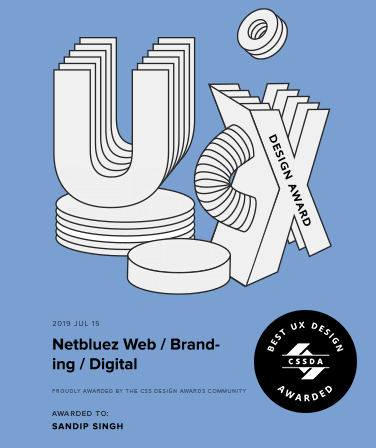 UX
DESIGN AWARD
2019 JUL 15
Netbluez Web / Brand-
ing / Digital
PROUDLY AWARDED BY THE CSS DESIGN AWARDS COMMUNITY
AWARDED TO:
SANDIP SINGH
BEST UX DESIGN
CSSDA
AWARDED